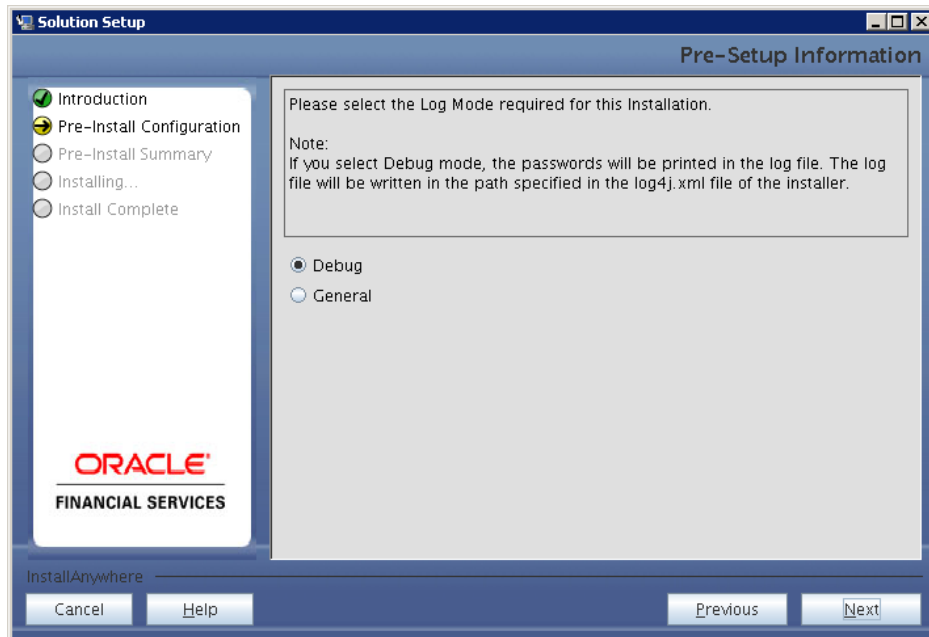 Solution Setup
Pre-Setup Information
Introduction
Pre-Install Configuration
Pre-Install Summary
Installing...
Install Complete
Please select the Log Mode required for this Installation.
Note:
If you select Debug mode, the passwords will be printed in the log file. The log
file will be written in the path specified in the log4j.xml file of the installer.
Debug
General
ORACLE
FINANCIAL SERVICES
InstallAnywhere
Cancel
Help
Previous
Next